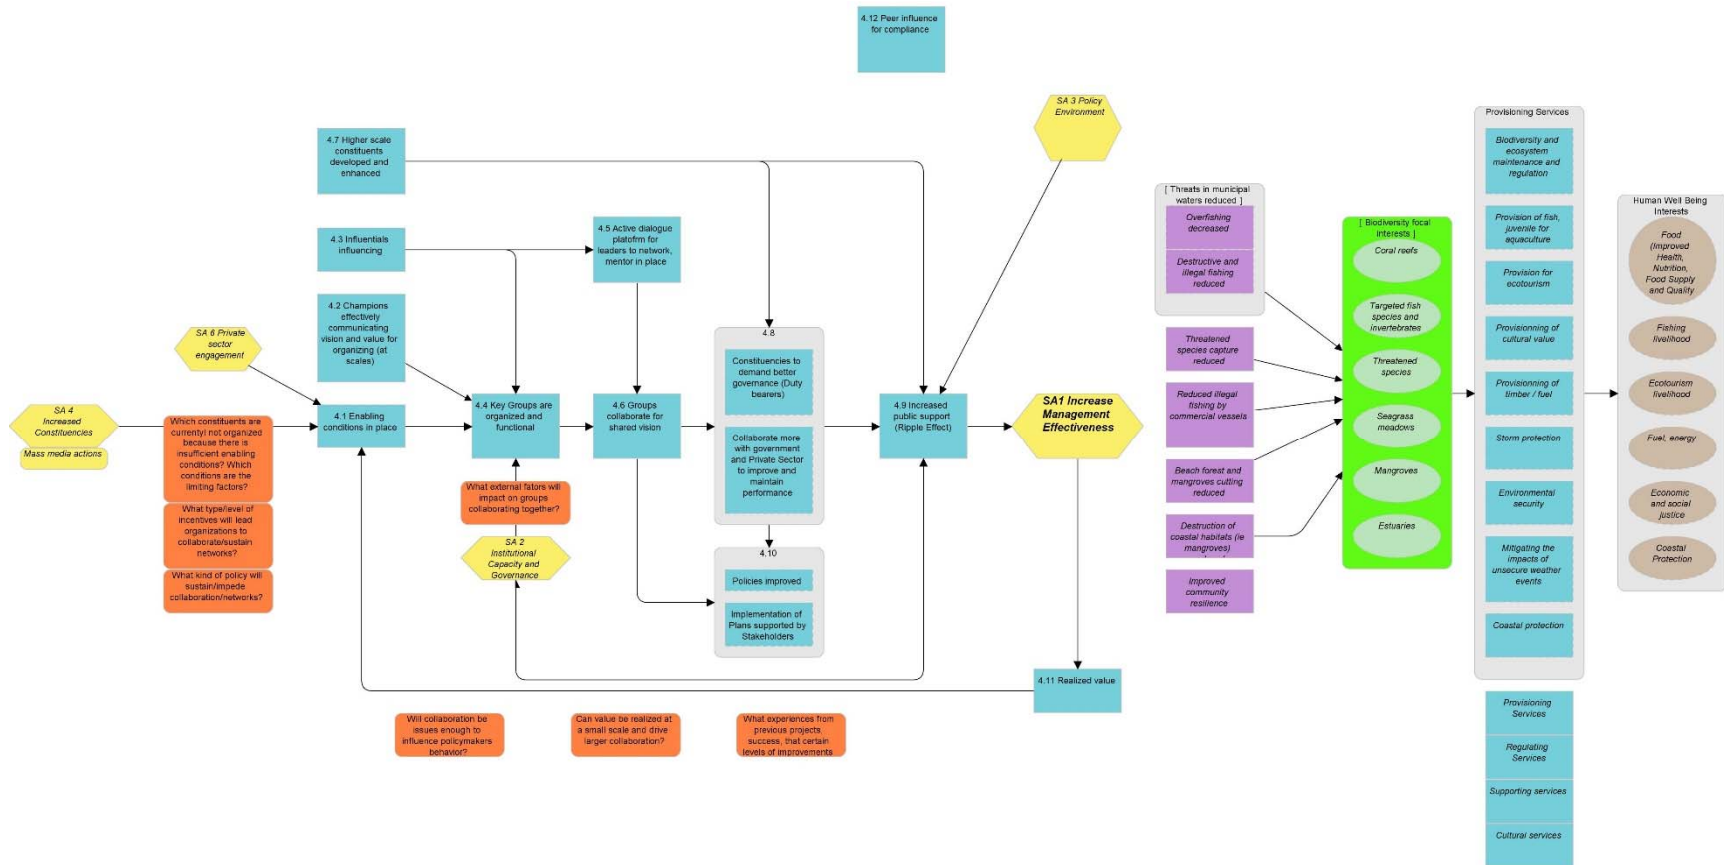 4.12 Peer influence
for compliance
SA 3 Policy
Environment
4.7 Higher scale
constituents
developed and
enhanced
4.3 Influentials
influencing
4.5 Active dialogue
platofrm for
leaders to network,
mentor in place
4.2 Champions
effectively
communicating
vision and value for
organizing (at
scales)
SA 6 Private
sector
engagement
SA 4
Increased
Constituencies
Mass media actions
Which constituents are
currentyl not organized
because there is
insufficient enabling
conditions? Which
conditions are the
limiting factors?
What type/level of
incentives will lead
organizations to
collaborate/sustain
networks?
What kind of policy will
sustain/impede
collaboration/networks?
4.1 Enabling
conditions in place
4.4 Key Groups are
organized and
functional
4.6 Groups
collaborate for
shared vision
4.8
Constituencies to
demand better
governance (Duty
bearers)
Collaborate more
with government
and Private Sector
to improve and
maintain
performance
4.9 Increased
public support
(Ripple Effect)
SA1 Increase
Management
Effectiveness
What external fators will
impact on groups
collaborating together?
SA 2
Institutional
Capacity and
Governance
4.10
Policies improved
Implementation of
Plans supported by
Stakeholders
4.11 Realized value
Will collaboration be
issues enough to
influence policymakers
behavior?
Can value be realized at
a small scale and drive
larger collaboration?
What experiences from
previous projects,
success, that certain
levels of improvements
[ Threats in municipal
waters reduced ]
Overfishing
decreased
Destructive and
illegal fishing
reduced
Threatened
species capture
reduced
Reduced illegal
fishing by
commercial vessels
Beach forest and
mangroves cutting
reduced
Destruction of
coastal habitats (ie
mangroves)
Improved
community
resilience
[ Biodiversity focal
interests ]
Coral reefs
Targeted fish
species and
invertebrates
Threatened
species
Seagrass
meadows
Mangroves
Estuaries
Provisioning Services
Biodiversity and
ecosystem
maintenance and
regulation
Provision of fish,
juvenile for
aquaculture
Provision for
ecotourism
Provisionning of
cultural value
Provisionning of
timber / fuel
Storm protection
Environmental
security
Mitigating the
impacts of
unsecure weather
events
Coastal protection
Provisioning
Services
Regulating
Services
Supporting services
Cultural services
Human Well Being
Interests
Food
(Improved
Health,
Nutrition,
Food Supply
and Quality
Fishing
livelihood
Ecotourism
livelihood
Fuel, energy
Economic
and social
justice
Coastal
Protection